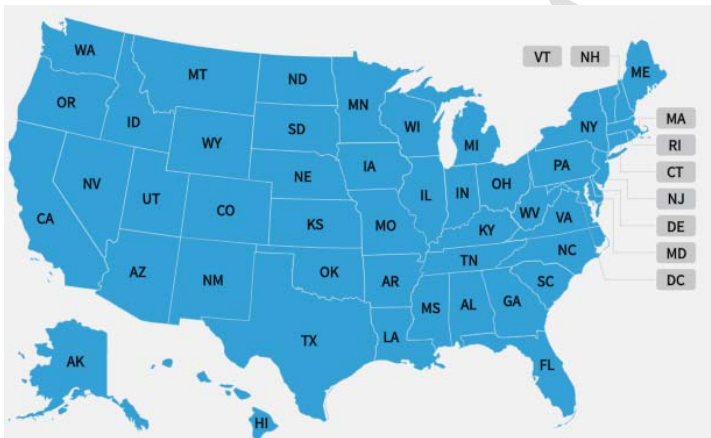 WA
MT
ND
VT NH
ME
MN
OR
ID
SD
WI
MA
NY
WY
MI
RI
IA
PA
CT
NE
NV
IL IN OH
UT
NJ
CO
WV
VA
CA
KS
MO
DE
KY
NC
MD
TN
AZ
NM
OK
AR
SC
DC
MS AL GA
TX
LA
AK
FL
HI